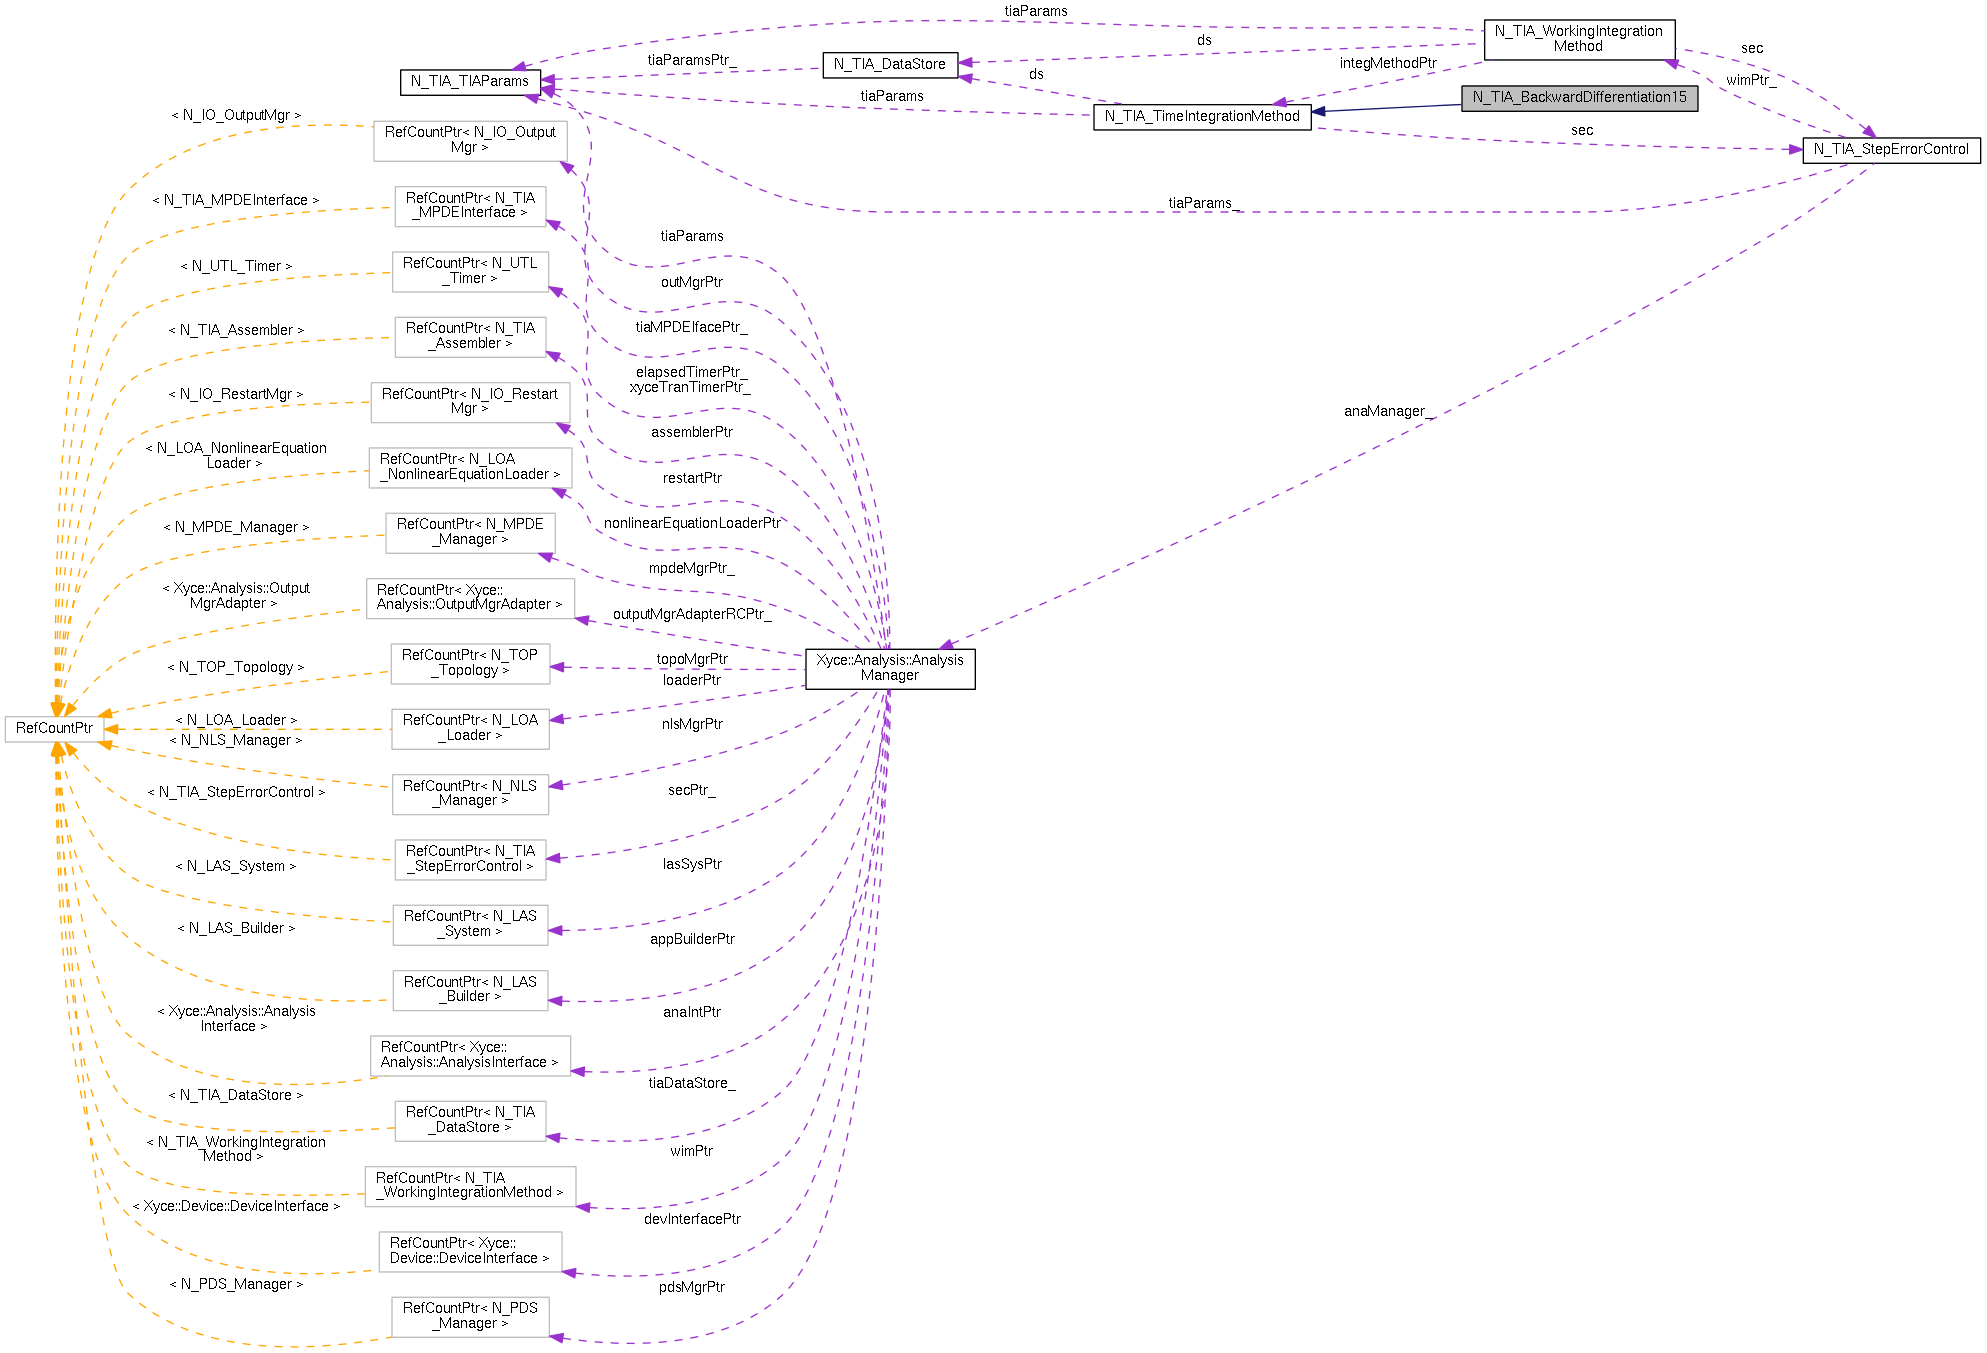 tiaParams
N_TIA_WorkingIntegration
Method
ds
sec
tiaParamsPtr_
N_TIA_DataStore
integMethodPtr
ds
wimPtr_
N_TIA_TIAParams
tiaParams
N_TIA_BackwardDifferentiation15
N_TIA_TimeIntegrationMethod
sec
N_TIA_StepErrorControl
< N_IO_OutputMgr >
RefCountPtr< N_IO_Output
Mgr >
< N_TIA_MPDEInterface >
RefCountPtr< N_TIA
_MPDEInterface >
tiaParams_
tiaParams
< N_UTL_Timer >
RefCountPtr< N_UTL
_Timer >
outMgrPtr
< N_TIA_Assembler >
RefCountPtr< N_TIA
_Assembler >
tiaMPDEIfacePtr_
elapsedTimerPtr_
xyceTranTimerPtr_
< N_IO_RestartMgr >
RefCountPtr< N_IO_Restart
Mgr >
anaManager_
assemblerPtr
< N_LOA_NonlinearEquation
Loader >
RefCountPtr< N_LOA
_NonlinearEquationLoader >
restartPtr
< N_MPDE_Manager >
RefCountPtr< N_MPDE
_Manager >
nonlinearEquationLoaderPtr
mpdeMgrPtr_
< Xyce::Analysis::Output
MgrAdapter >
RefCountPtr< Xyce::
Analysis::OutputMgrAdapter >
outputMgrAdapterRCPtr_
< N_TOP_Topology >
RefCountPtr< N_TOP
_Topology >
topoMgrPtr
Xyce::Analysis::Analysis
Manager
loaderPtr
RefCountPtr
< N_LOA_Loader >
RefCountPtr< N_LOA
_Loader >
nlsMgrPtr
< N_NLS_Manager >
RefCountPtr< N_NLS
_Manager >
secPtr_
< N_TIA_StepErrorControl >
RefCountPtr< N_TIA
_StepErrorControl >
lasSysPtr
< N_LAS_System >
RefCountPtr< N_LAS
_System >
appBuilderPtr
< N_LAS_Builder >
RefCountPtr< N_LAS
_Builder >
anaIntPtr
< Xyce::Analysis::Analysis
Interface >
RefCountPtr< Xyce::
Analysis::AnalysisInterface >
tiaDataStore_
< N_TIA_DataStore >
RefCountPtr< N_TIA
_DataStore >
wimPtr
< N_TIA_WorkingIntegration
Method >
RefCountPtr< N_TIA
_WorkingIntegrationMethod >
< Xyce::Device::DeviceInterface >
devInterfacePtr
RefCountPtr< Xyce::
Device::DeviceInterface >
< N_PDS_Manager >
pdsMgrPtr
RefCountPtr< N_PDS
_Manager >